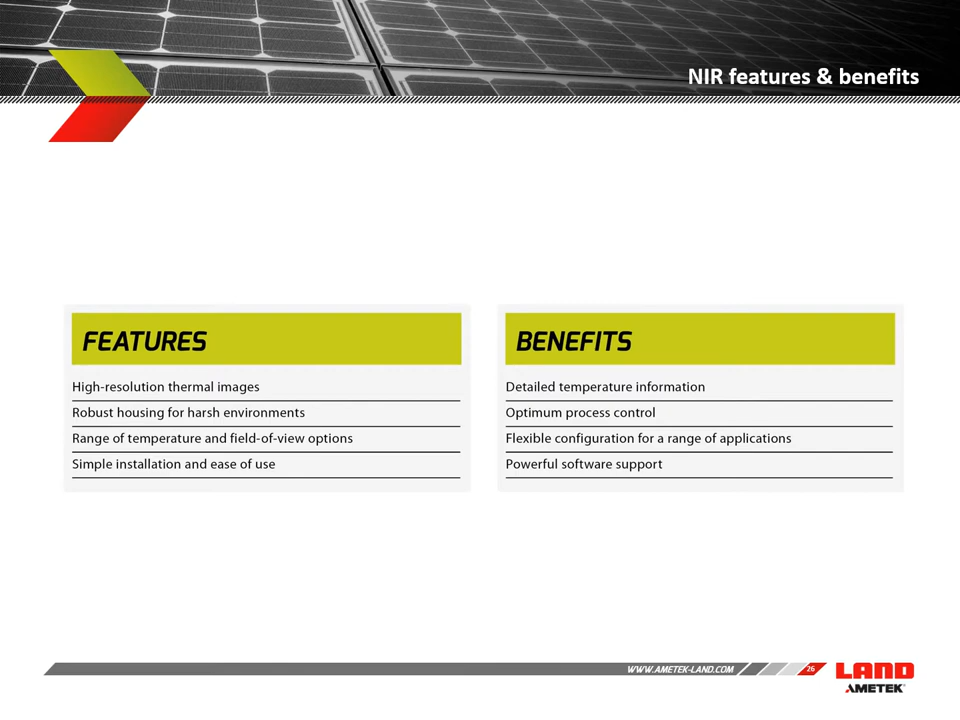 NIR features & benefits
FEATURES
High-resolution thermal images
Robust housing for harsh environments
Range of temperature and field-of-view options
Simple installation and ease of use
BENEFITS
Detailed temperature information
Optimum process control
Flexible configuration for a range of applications
Powerful software support
WWW.AMETEK-LAND.COM
26
LAND
AMETEK®